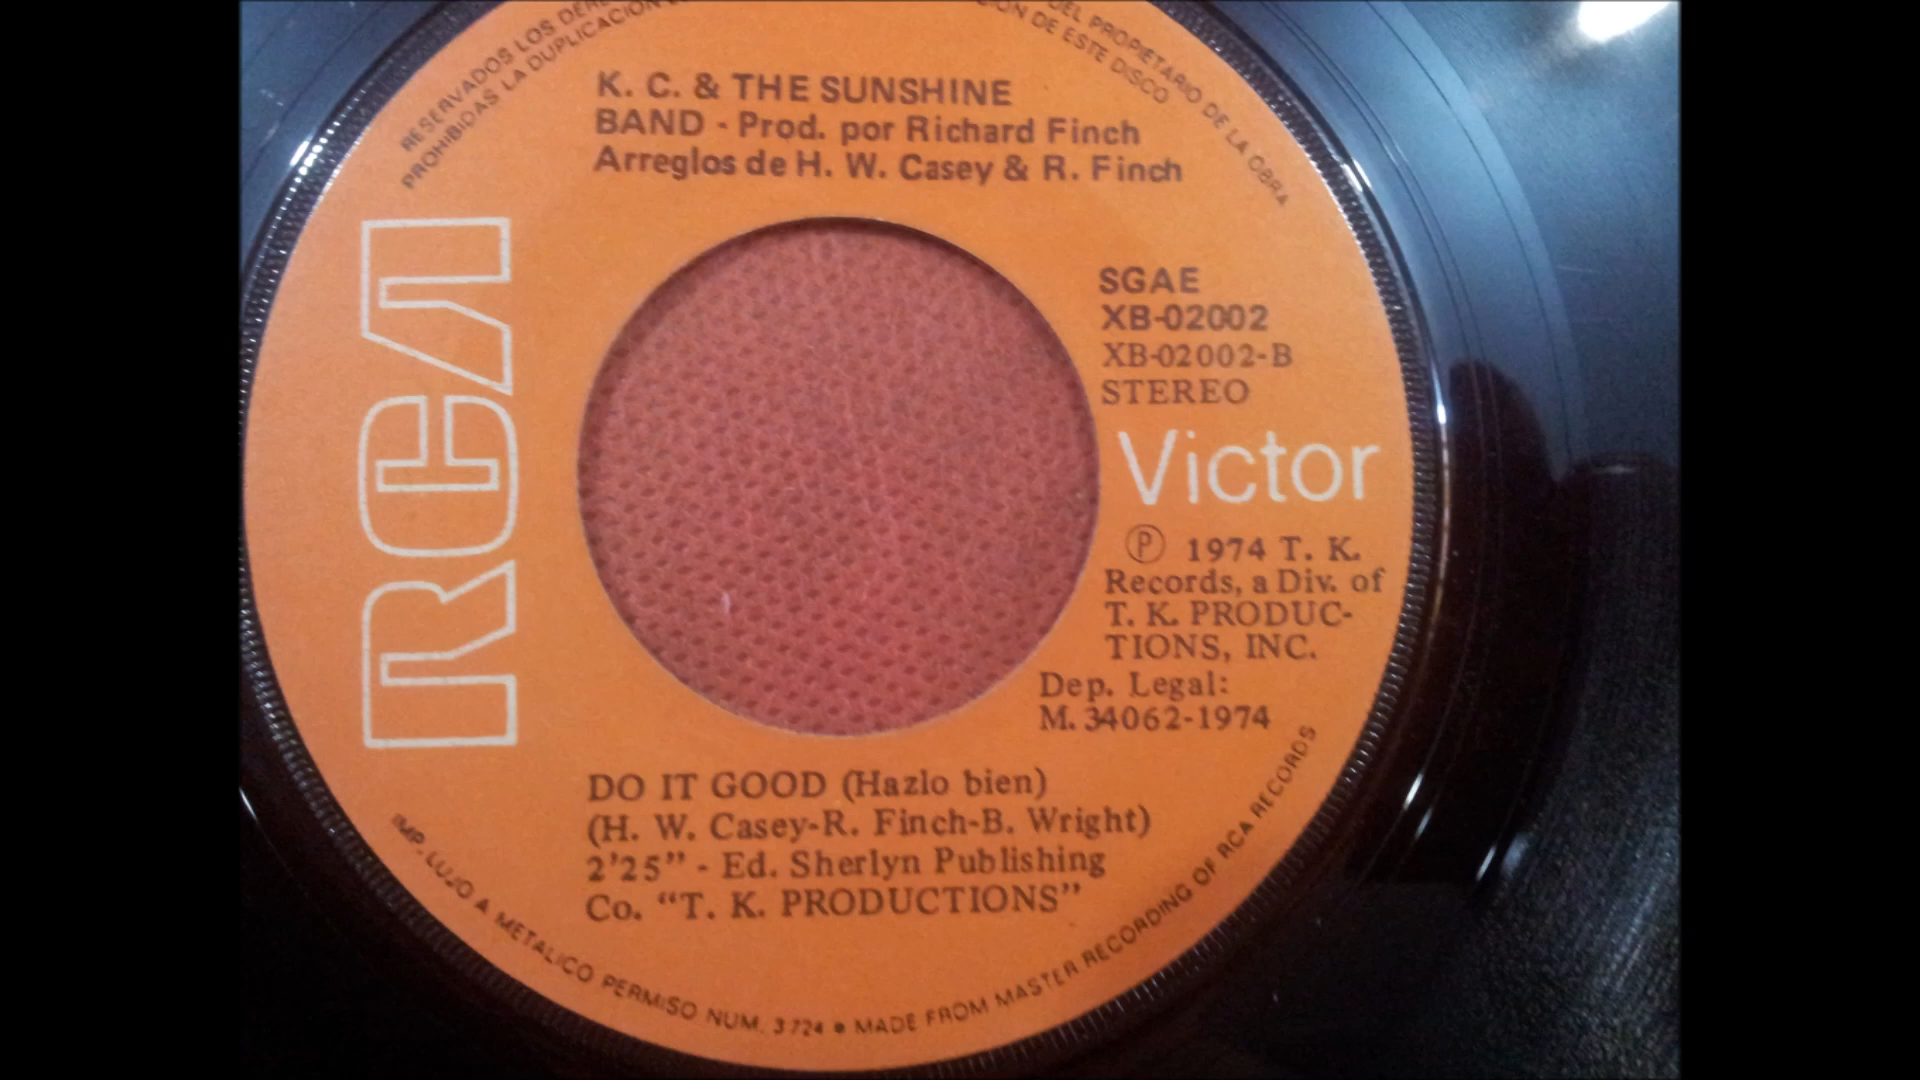 RESERVADOS LOS
PROHIBIDAS LA DUPLICACION
DEL PROPIETARIO DE LA OBRA
DE ESTE DISCO
K. C. & THE SUNSHINE
BAND - Prod. por Richard Finch
Arreglos de H. W. Casey & R. Finch
RCA
SGAE
XB-02002
XB-02002-B
STEREO
Victor
Ⓟ 1974 T. K.
Records, a Div. of
T. K. PRODUC-
TIONS, INC.
Dep. Legal:
M. 34062-1974
DO IT GOOD (Hazlo bien)
(H. W. Casey-R. Finch-B. Wright)
2'25" - Ed. Sherlyn Publishing
Co. "T. K. PRODUCTIONS"
IMP. LUJO A METALICO PERMISO NUM. 3724 • MADE FROM MASTER RECORDING OF RCA RECORDS